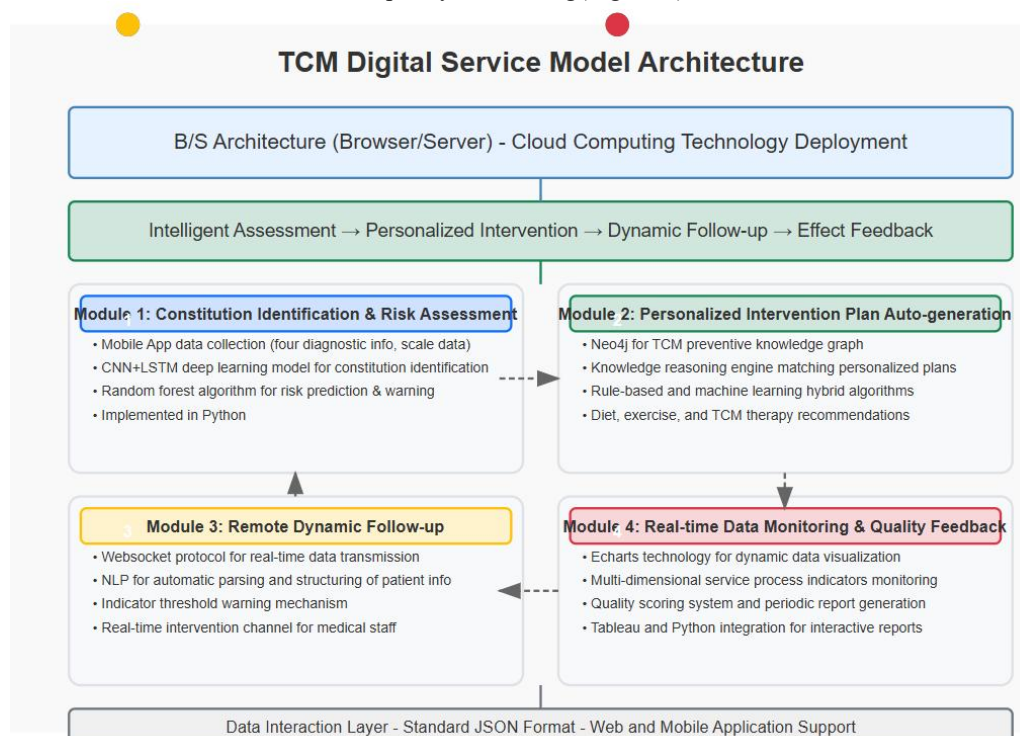 TCM Digital Service Model Architecture
B/S Architecture (Browser/Server) - Cloud Computing Technology Deployment
Intelligent Assessment → Personalized Intervention → Dynamic Follow-up → Effect Feedback
Module 1: Constitution Identification & Risk Assessment
1
• Mobile App data collection (four diagnostic info, scale data)
• CNN+LSTM deep learning model for constitution identification
• Random forest algorithm for risk prediction & warning
• Implemented in Python
Module 2: Personalized Intervention Plan Auto-generation
2
• Neo4j for TCM preventive knowledge graph
• Knowledge reasoning engine matching personalized plans
• Rule-based and machine learning hybrid algorithms
• Diet, exercise, and TCM therapy recommendations
Module 3: Remote Dynamic Follow-up
3
• Websocket protocol for real-time data transmission
• NLP for automatic parsing and structuring of patient info
• Indicator threshold warning mechanism
• Real-time intervention channel for medical staff
Module 4: Real-time Data Monitoring & Quality Feedback
4
• Echarts technology for dynamic data visualization
• Multi-dimensional service process indicators monitoring
• Quality scoring system and periodic report generation
• Tableau and Python integration for interactive reports
Data Interaction Layer - Standard JSON Format - Web and Mobile Application Support